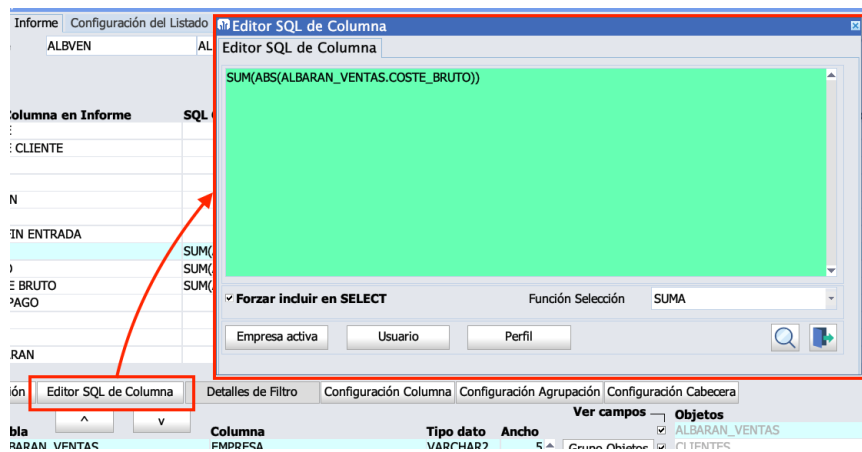 Informe Configuración del Listado
Editor SQL de Columna
ALBVEN AL
Editor SQL de Columna
SUM(ABS(ALBARAN_VENTAS.COSTE_BRUTO))
Columna en Informe SQL
E
E CLIENTE
N
FIN ENTRADA
SUM(
SUM(
E BRUTO SUM(
PAGO
Forzar incluir en SELECT Función Selección SUMA
Empresa activa Usuario Perfil
RAN
ión Editor SQL de Columna Detalles de Filtro Configuración Columna Configuración Agrupación Configuración Cabecera
^ v Ver campos Objetos
bla Columna Tipo dato Ancho ALBARAN_VENTAS
BARAN_VENTAS EMPRESA VARCHAR2 5 Grupo Objetos CLIENTES